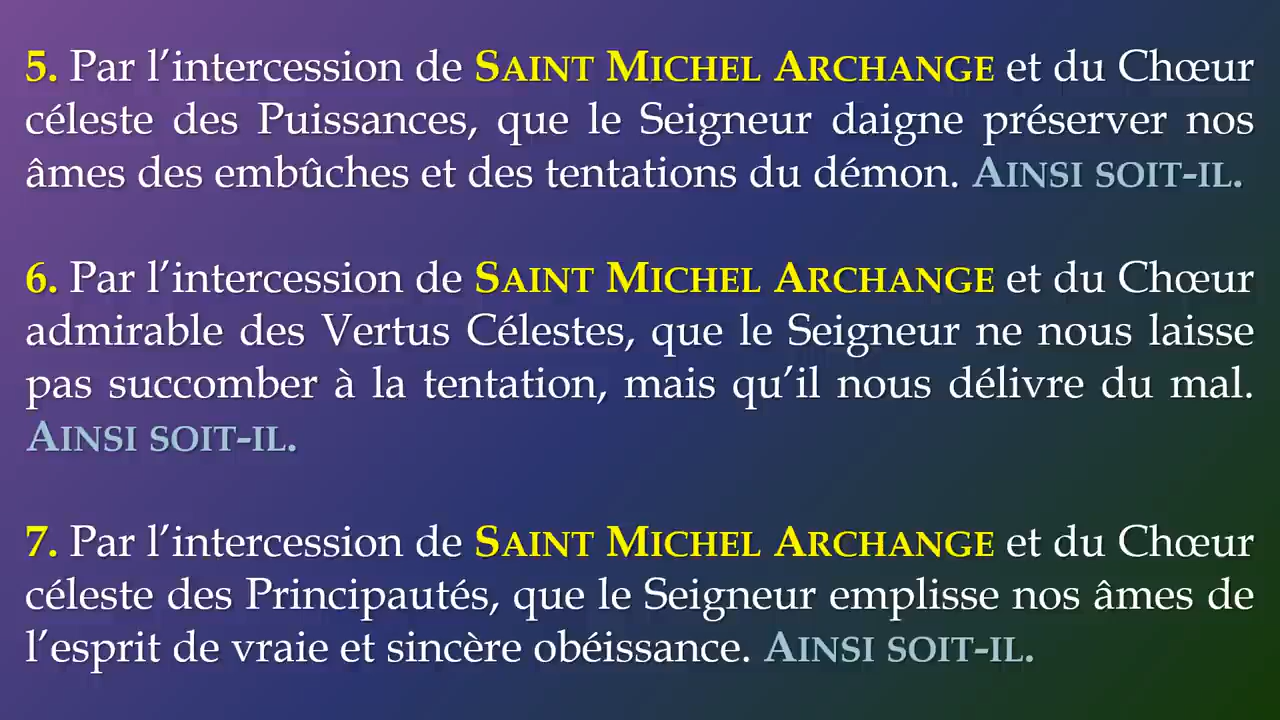 5. Par l’intercession de SAINT MICHEL ARCHANGE et du Chœur
céleste des Puissances, que le Seigneur daigne préserver nos
âmes des embûches et des tentations du démon. AINSI SOIT-IL.
6. Par l’intercession de SAINT MICHEL ARCHANGE et du Chœur
admirable des Vertus Célestes, que le Seigneur ne nous laisse
pas succomber à la tentation, mais qu’il nous délivre du mal.
AINSI SOIT-IL.
7. Par l’intercession de SAINT MICHEL ARCHANGE et du Chœur
céleste des Principautés, que le Seigneur emplisse nos âmes de
l’esprit de vraie et sincère obéissance. AINSI SOIT-IL.